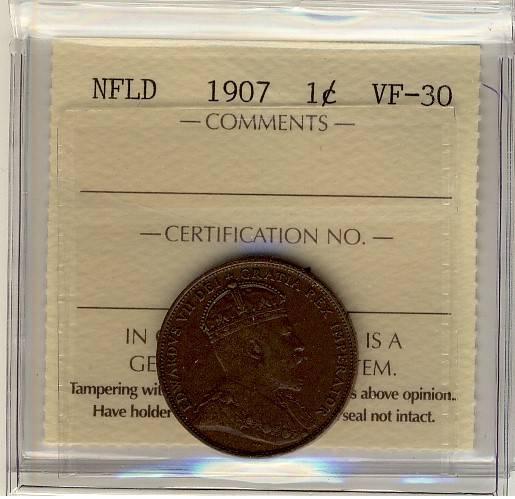 NFLD 1907 1¢ VF-30
— COMMENTS —
— CERTIFICATION NO. —
IN IS A
GE EM.
Tampering wit s above opinion.
Have holder seal not intact.
EDWARDVS VII DEI GRATIA REX IMPERATOR